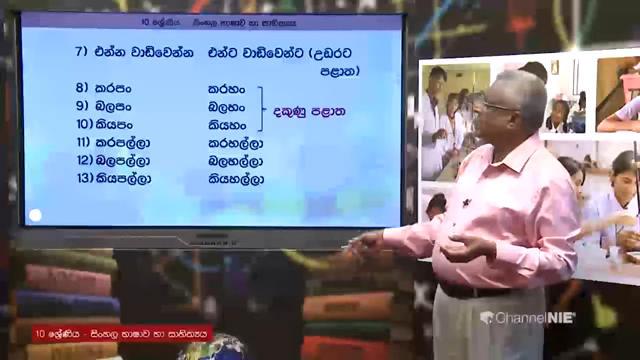 10 ශ්‍රේණිය - සිංහල භාෂාව හා සාහිත්‍යය
7) එන්න වාඩිවෙන්න එන්ට වාඩිවෙන්ට (උඩරට
පළාත)
8) කරපං කරහං
9) බලපං බලහං දකුණු පළාත
10) කියපං කියහං
11) කරපල්ලා කරහල්ලා
12) බලපල්ලා බලහල්ලා
13) කියපල්ලා කියහල්ලා
10 ශ්‍රේණිය - සිංහල භාෂාව හා සාහිත්‍යය
ChannelNIE